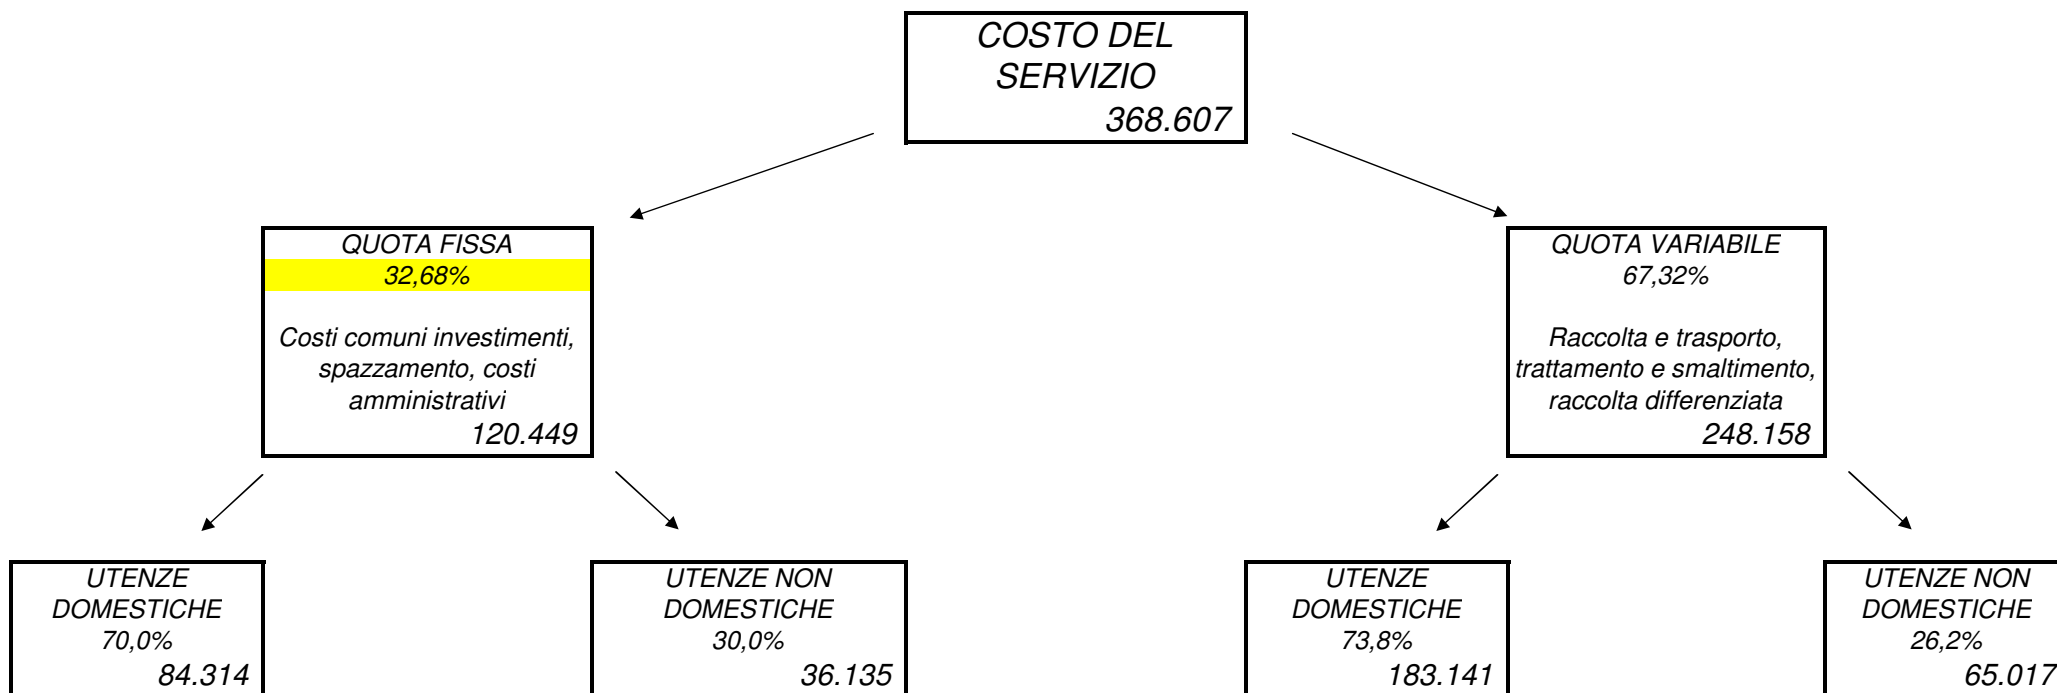 COSTO DEL
SERVIZIO
368.607
QUOTA FISSA
32,68%
Costi comuni investimenti,
spazzamento, costi
amministrativi
120.449
QUOTA VARIABILE
67,32%
Raccolta e trasporto,
trattamento e smaltimento,
raccolta differenziata
248.158
UTENZE
DOMESTICHE
70,0%
84.314
UTENZE NON
DOMESTICHE
30,0%
36.135
UTENZE
DOMESTICHE
73,8%
183.141
UTENZE NON
DOMESTICHE
26,2%
65.017